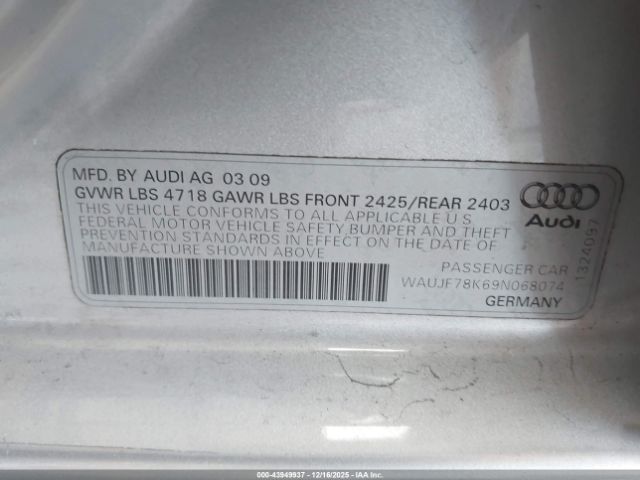 MFD. BY AUDI AG 03 09
GVWR LBS 4718 GAWR LBS FRONT 2425/REAR 2403
THIS VEHICLE CONFORMS TO ALL APPLICABLE U S
FEDERAL MOTOR VEHICLE SAFETY,BUMPER AND THEFT
PREVENTION STANDARDS IN EFFECT ON THE DATE OF
MANUFACTURE SHOWN ABOVE
Audi
1324097
PASSENGER CAR
WAUJF78K69N068074
GERMANY
000-43949937 - 12/16/2025 - IAAI.COM